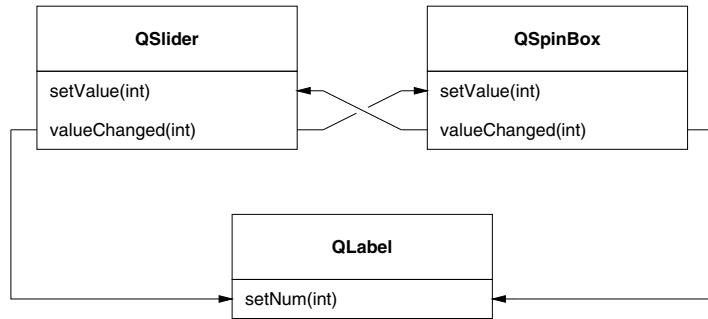 QSlider
setValue(int)
valueChanged(int)
QSpinBox
setValue(int)
valueChanged(int)
QLabel
setNum(int)